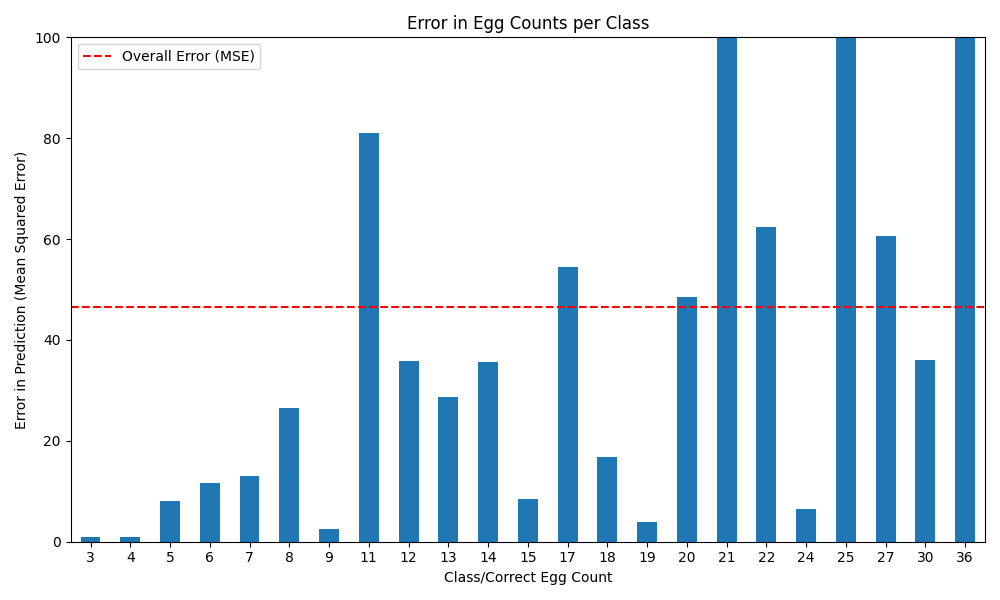 Error in Egg Counts per Class
Overall Error (MSE)
Error in Prediction (Mean Squared Error)
100
80
60
40
20
0
3 4 5 6 7 8 9 11 12 13 14 15 17 18 19 20 21 22 24 25 27 30 36
Class/Correct Egg Count